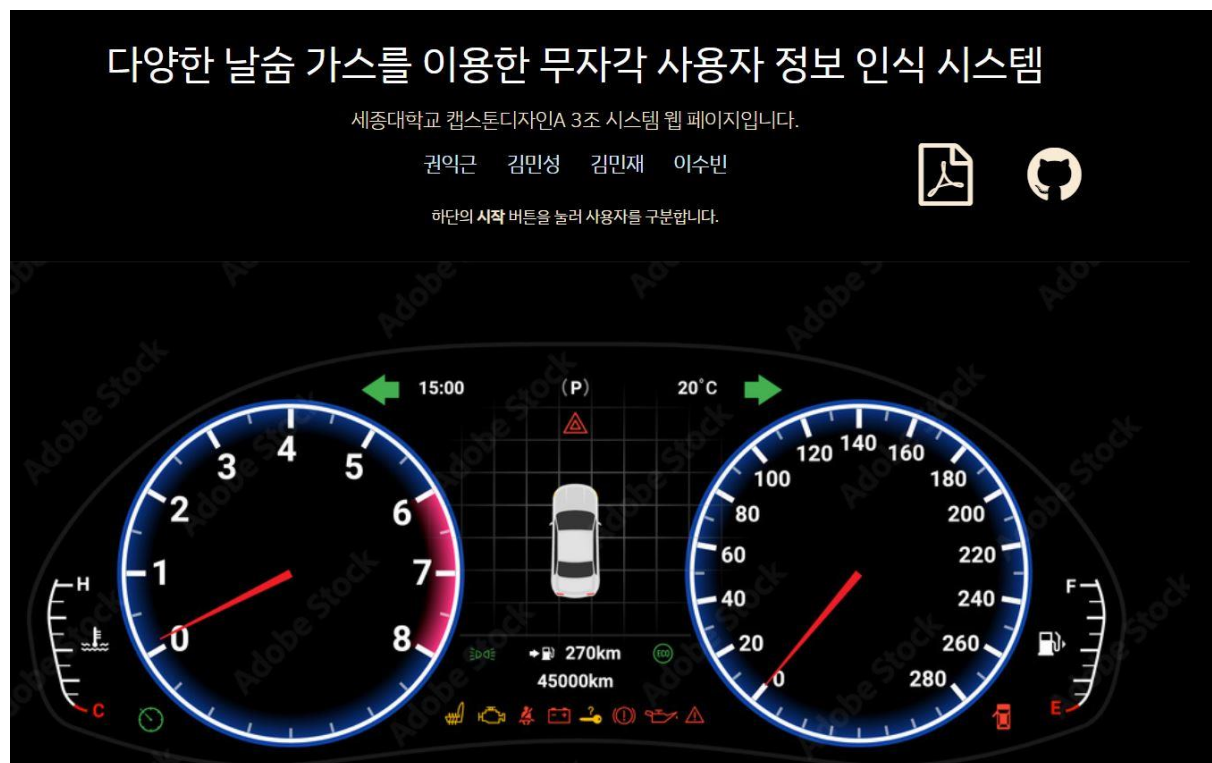 다양한 날숨 가스를 이용한 무자각 사용자 정보 인식 시스템
세종대학교 캡스톤디자인A 3조 시스템 웹 페이지입니다.
권익근 김민성 김민재 이수빈
하단의 시작 버튼을 눌러 사용자를 구분합니다.
15:00 (P) 20°C
0 1 2 3 4 5 6 7 8
0 20 40 60 80 100 120 140 160 180 200 220 240 260 280
H
C
F
E
270km
ECO
45000km
Adobe Stock